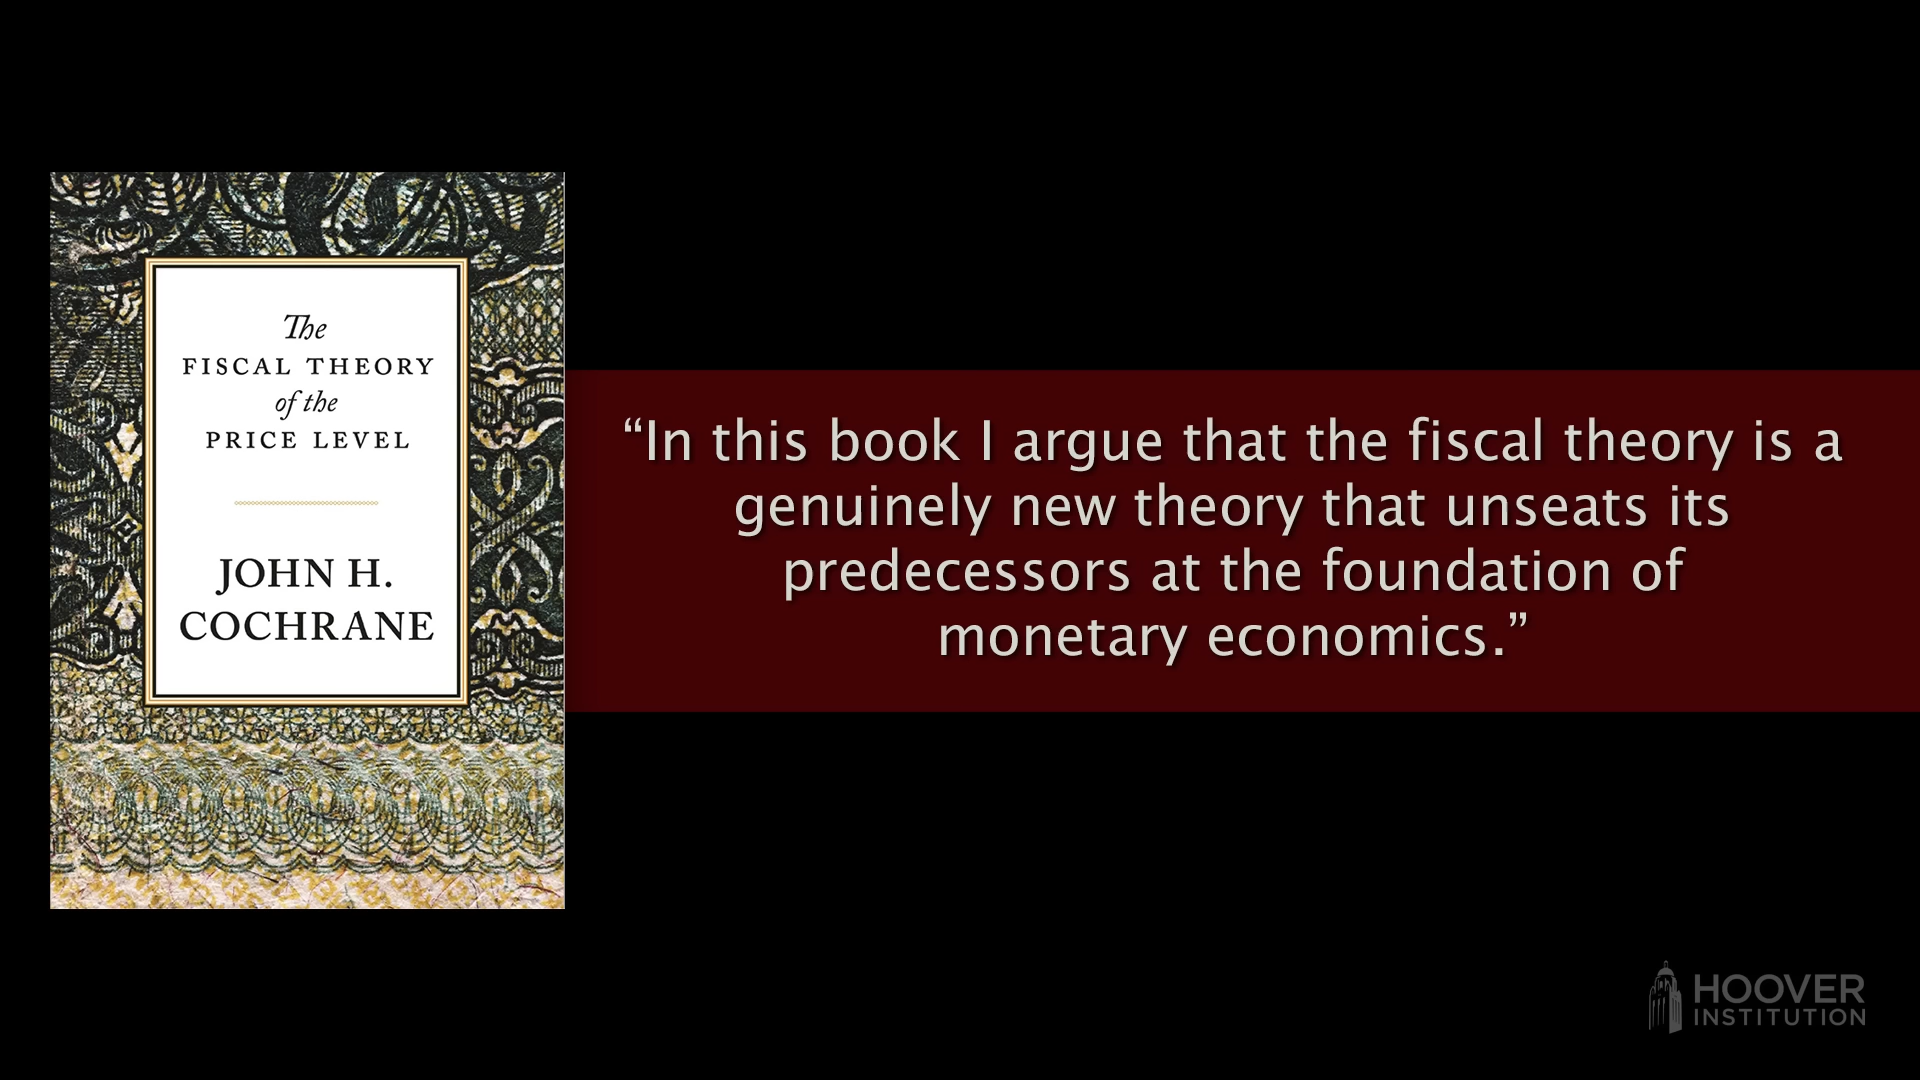 The
FISCAL THEORY
of the
PRICE LEVEL
JOHN H.
COCHRANE
“In this book I argue that the fiscal theory is a
genuinely new theory that unseats its
predecessors at the foundation of
monetary economics.”
HOOVER
INSTITUTION